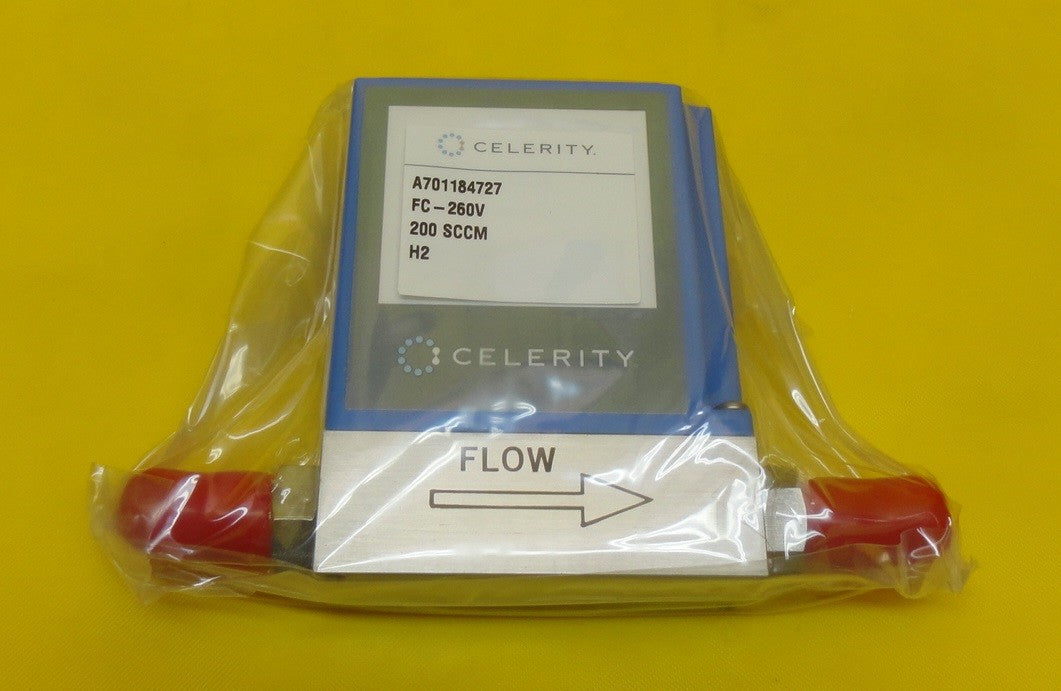 CELERITY.
A701184727
FC-260V
200 SCCM
H2
CELERITY
FLOW